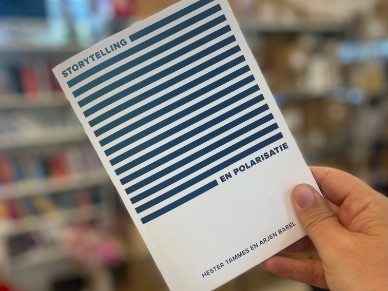 STORYTELLING
EN POLARISATIE
HESTER TAMMES EN ARJEN BAREL